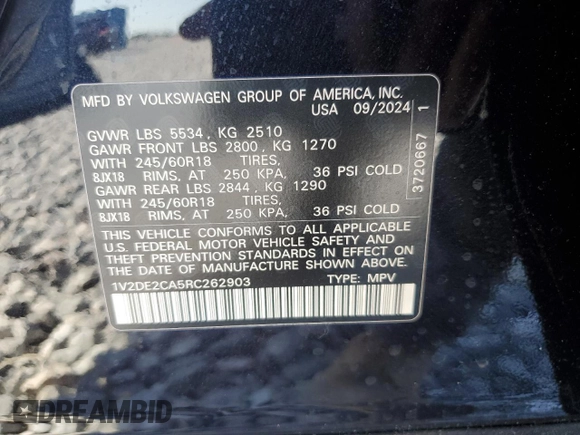 MFD BY VOLKSWAGEN GROUP OF AMERICA, INC.
USA 09/2024
GVWR LBS 5534 , KG 2510
GAWR FRONT LBS 2800 , KG 1270
WITH 245/60R18 TIRES,
8JX18 RIMS, AT 250 KPA, 36 PSI COLD
GAWR REAR LBS 2844 , KG 1290
WITH 245/60R18 TIRES,
8JX18 RIMS, AT 250 KPA, 36 PSI COLD
THIS VEHICLE CONFORMS TO ALL APPLICABLE
U.S. FEDERAL MOTOR VEHICLE SAFETY AND
THEFT PREVENTION STANDARDS IN EFFECT ON THE
DATE OF MANUFACTURE SHOWN ABOVE.
1V2DE2CA5RC262903 TYPE: MPV
3720667 1
DREAMBID